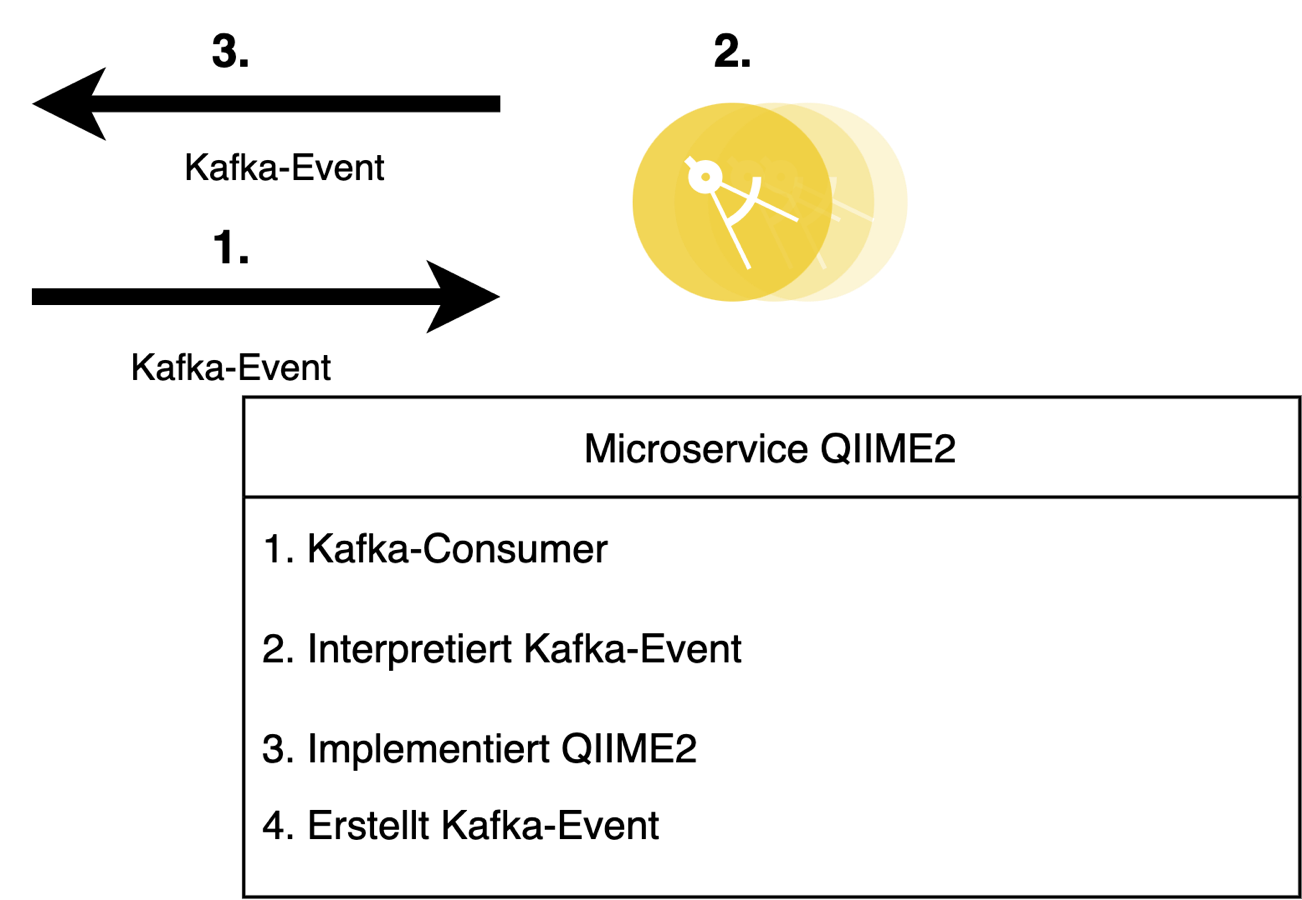 3.
2.
Kafka-Event
1.
Kafka-Event
Microservice QIIME2
1. Kafka-Consumer
2. Interpretiert Kafka-Event
3. Implementiert QIIME2
4. Erstellt Kafka-Event